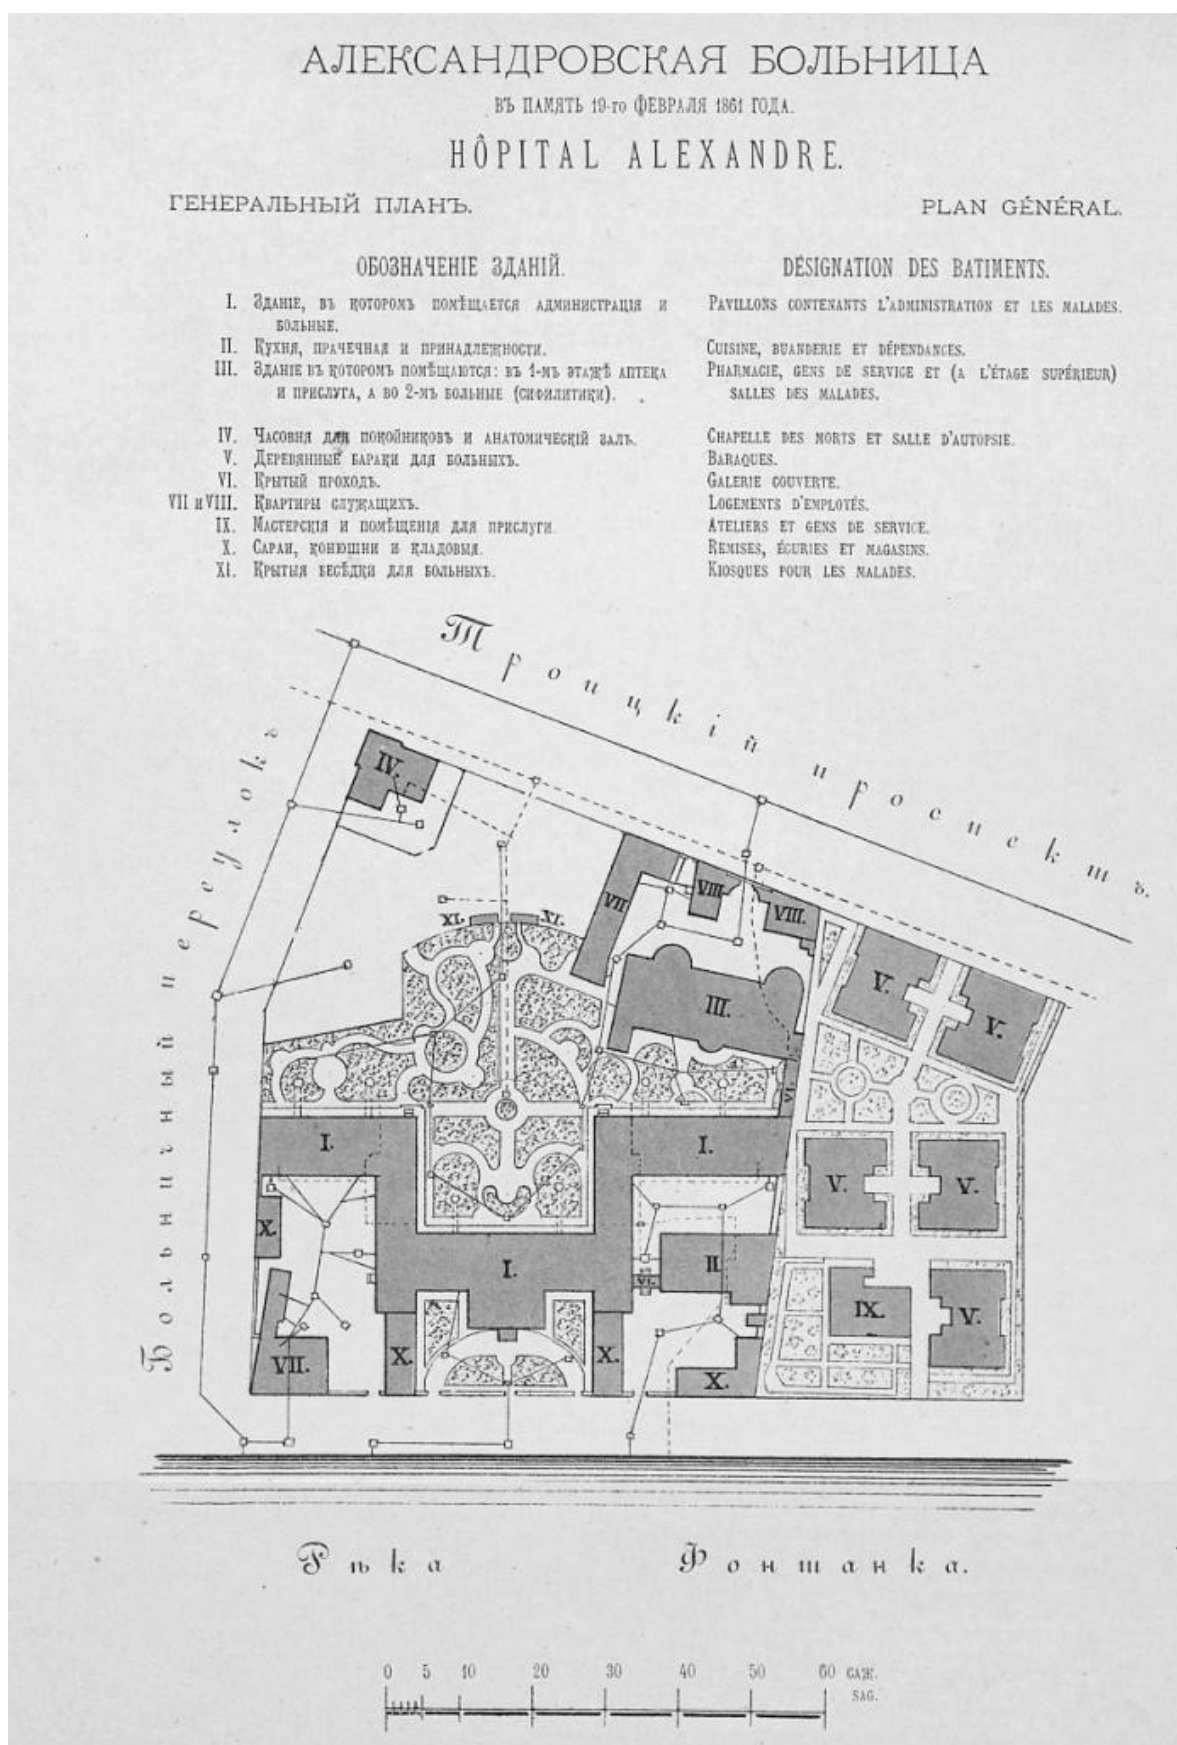 АЛЕКСАНДРОВСКАЯ БОЛЬНИЦА
ВЪ ПАМЯТЬ 19-го ФЕВРАЛЯ 1861 ГОДА.
HÔPITAL ALEXANDRE.
ГЕНЕРАЛЬНЫЙ ПЛАНЪ.
PLAN GÉNÉRAL.
ОБОЗНАЧЕНІЕ ЗДАНІЙ.
I. Зданіе, въ которомъ помѣщается администрація и
больные.
II. Кухня, прачечная и принадлежности.
III. Зданіе въ которомъ помѣщаются: въ 1-мъ этажѣ аптека
и прислуга, а во 2-мъ больные (сифилитики).
IV. Часовня для покойниковъ и анатомическій залъ.
V. Деревянные бараки для больныхъ.
VI. Крытый проходъ.
VII и VIII. Квартиры служащихъ.
IX. Мастерскія и помѣщенія для прислуги.
X. Сараи, конюшни и кладовыя.
XI. Крытыя бесѣдки для больныхъ.
DÉSIGNATION DES BATIMENTS.
Pavillons contenants l'administration et les malades.
Cuisine, buanderie et dépendances.
Pharmacie, gens de service et (a l'étage supérieur)
salles des malades.
Chapelle des morts et salle d'autopsie.
Baraques.
Galerie couverte.
Logements d'employés.
Ateliers et gens de service.
Remises, écuries et magasins.
Kiosques pour les malades.
Троицкій проспектъ.
Больничный переулокъ
IV.
VII.
VIII.
VIII.
XI.
XI.
III.
V.
V.
VI.
I.
I.
V.
V.
X.
I.
II.
VI.
IX.
V.
VII.
X.
X.
X.
Рѣка Фонтанка.
0 5 10 20 30 40 50 60 САЖ.
SAG.